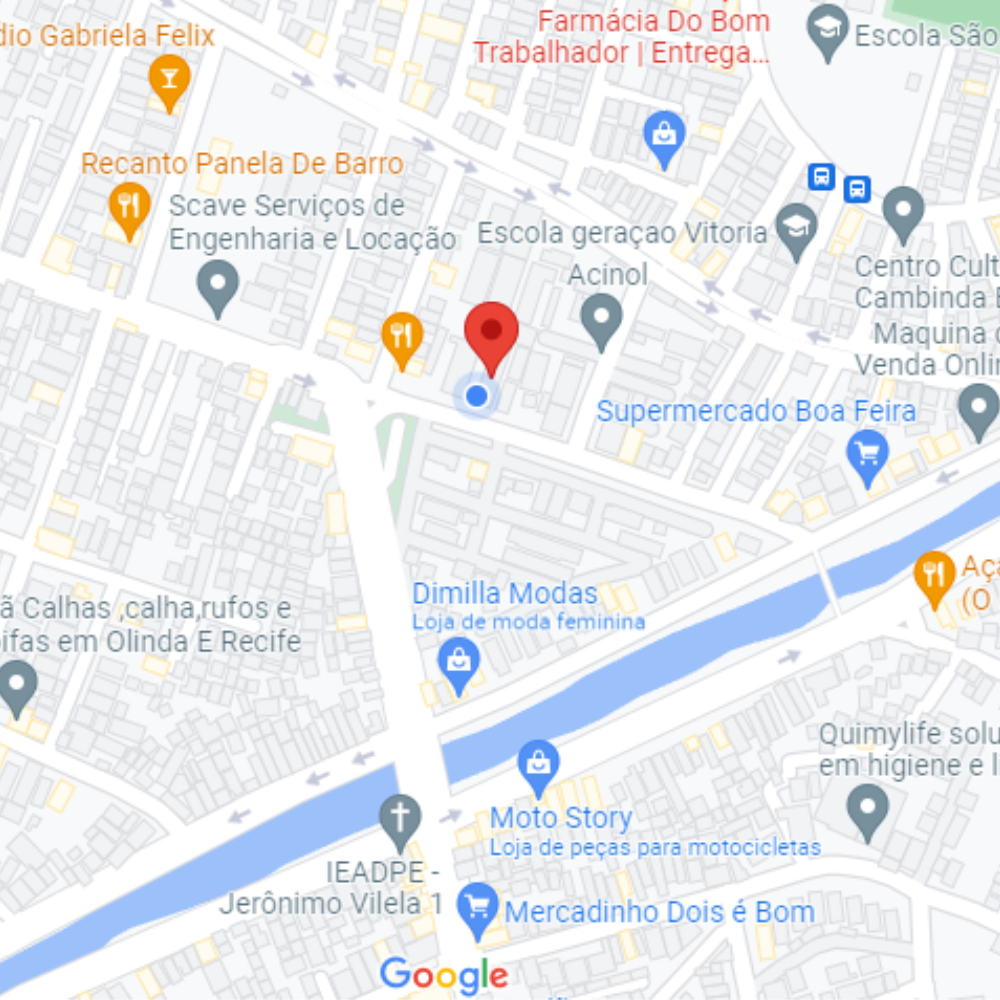 Farmácia Do Bom
Trabalhador | Entrega...
dio Gabriela Felix
Escola São
Recanto Panela De Barro
Scave Serviços de
Engenharia e Locação
Escola geraçao Vitoria
Acinol
Centro Cult
Cambinda
Maquina
Venda Onlin
Supermercado Boa Feira
Dimilla Modas
Loja de moda feminina
Aça
(O
ã Calhas ,calha,rufos e
ifas em Olinda E Recife
Quimylife solu
em higiene e l
Moto Story
Loja de peças para motocicletas
IEADPE -
Jerônimo Vilela 1
Mercadinho Dois é Bom
Google